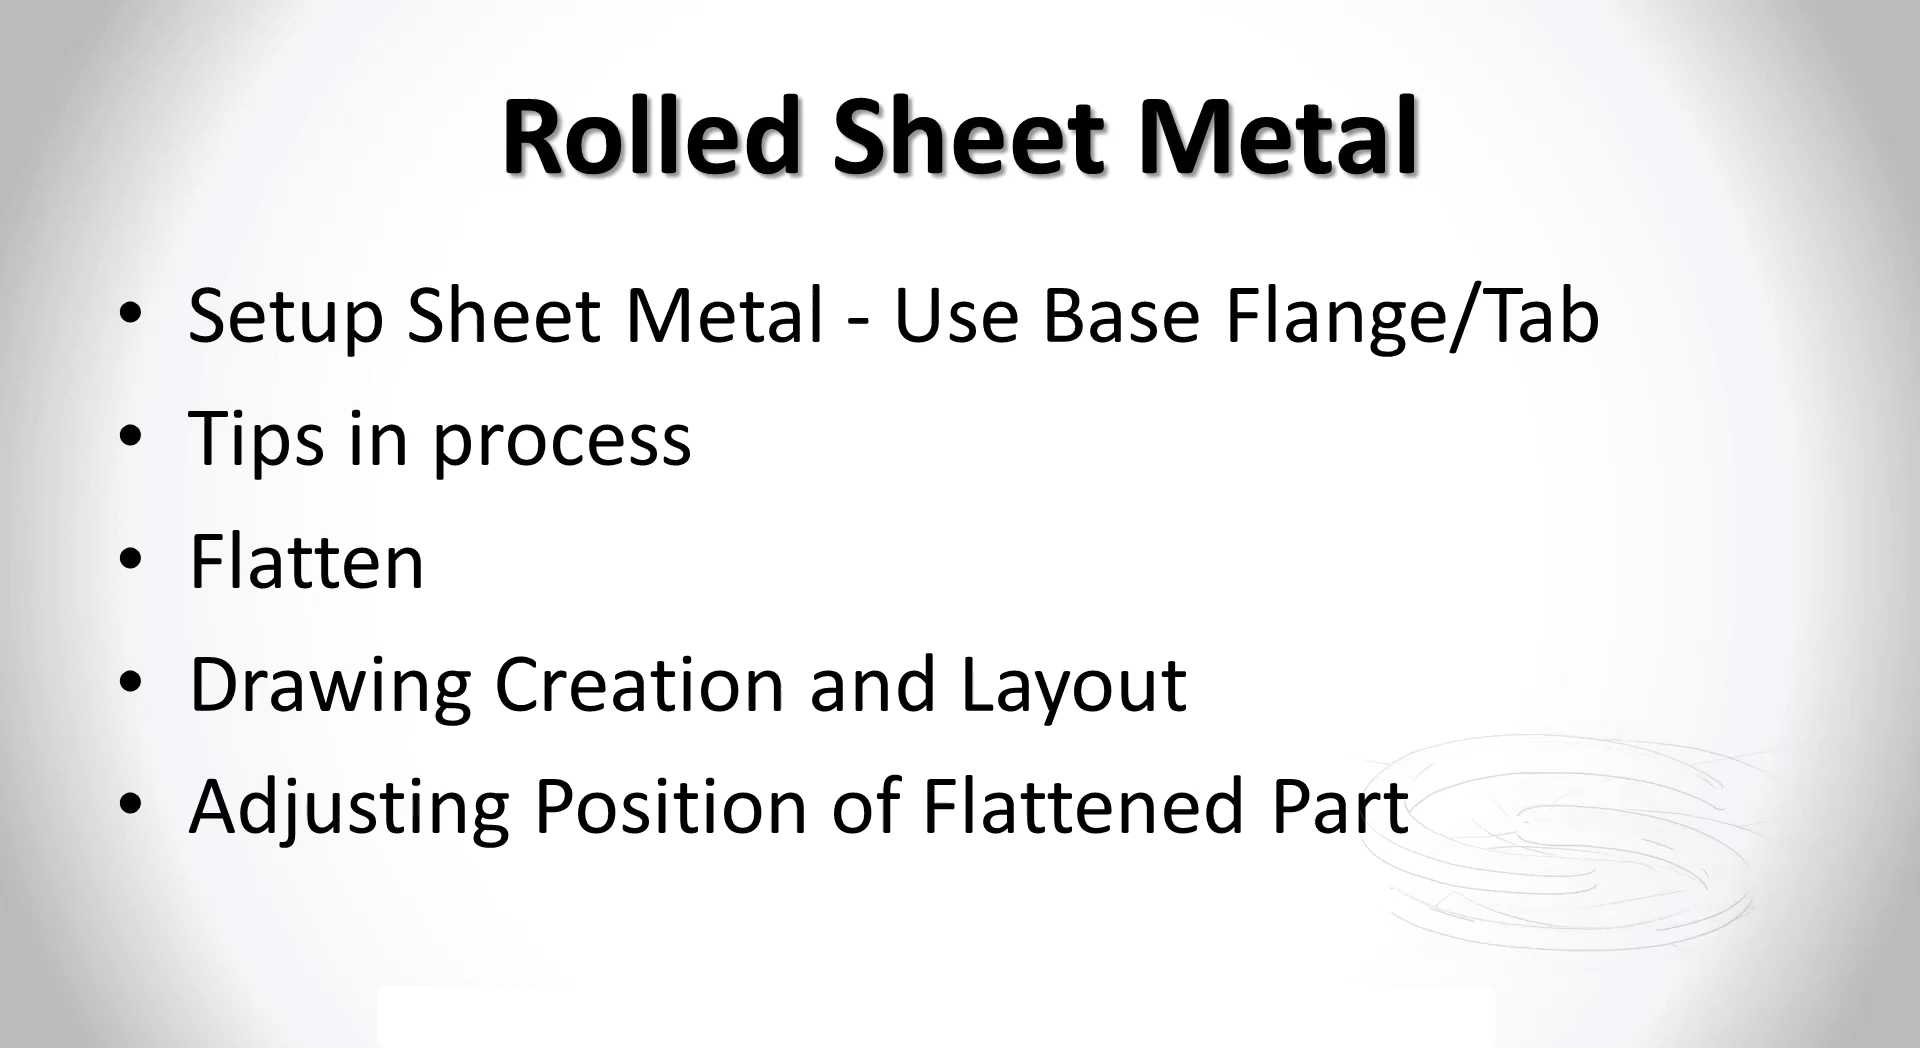 Rolled Sheet Metal
• Setup Sheet Metal - Use Base Flange/Tab
• Tips in process
• Flatten
• Drawing Creation and Layout
• Adjusting Position of Flattened Part